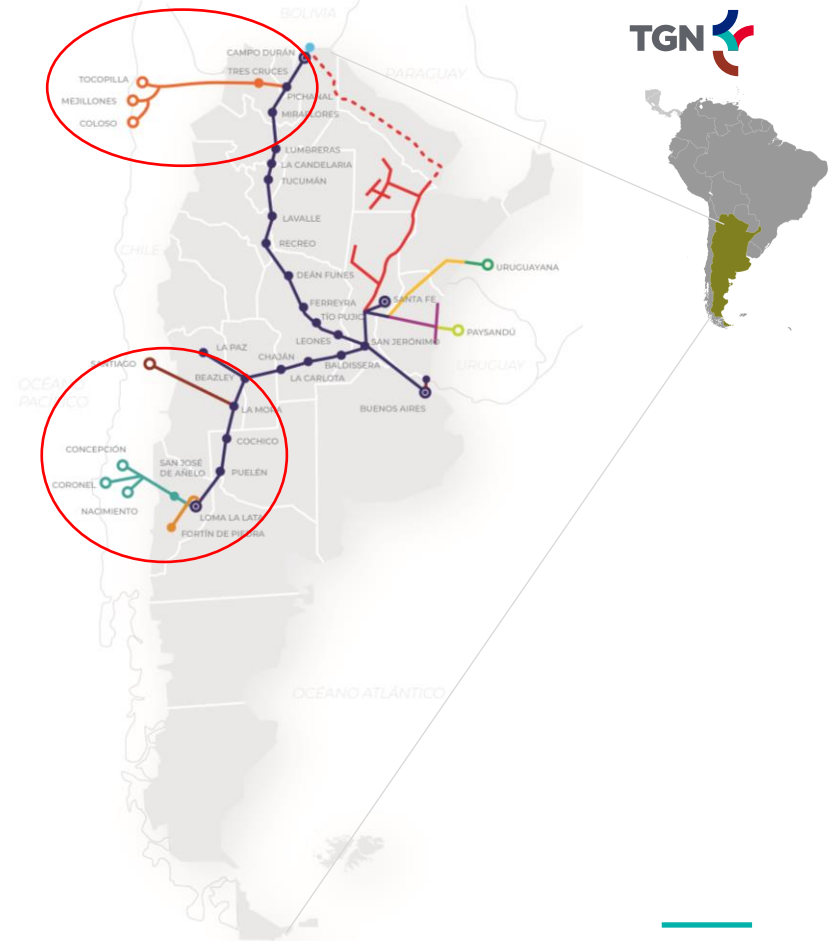 BOLIVIA
TGN
CAMPO DURÁN
TRES CRUCES
PARAGUAY
TOCOPILLA
PICHANAL
MEJILLONES
MIRAFLORES
COLOSO
LUMBRERAS
LA CANDELARIA
TUCUMÁN
LAVALLE
RECREO
CHILE
DEÁN FUNES
URUGUAYANA
FERREYRA
SANTA FE
TÍO PUJIO
PAYSANDÚ
LEONES
SAN JERÓNIMO
LA PAZ
CHAJÁN
BALDISSERA
URUGUAY
SANTIAGO
BEAZLEY
LA CARLOTA
OCÉANO
PACÍFICO
LA MORA
BUENOS AIRES
COCHICO
CONCEPCIÓN
SAN JOSÉ
DE AÑELO
PUELÉN
CORONEL
NACIMIENTO
LOMA LA LATA
FORTÍN DE PIEDRA
OCÉANO ATLÁNTICO